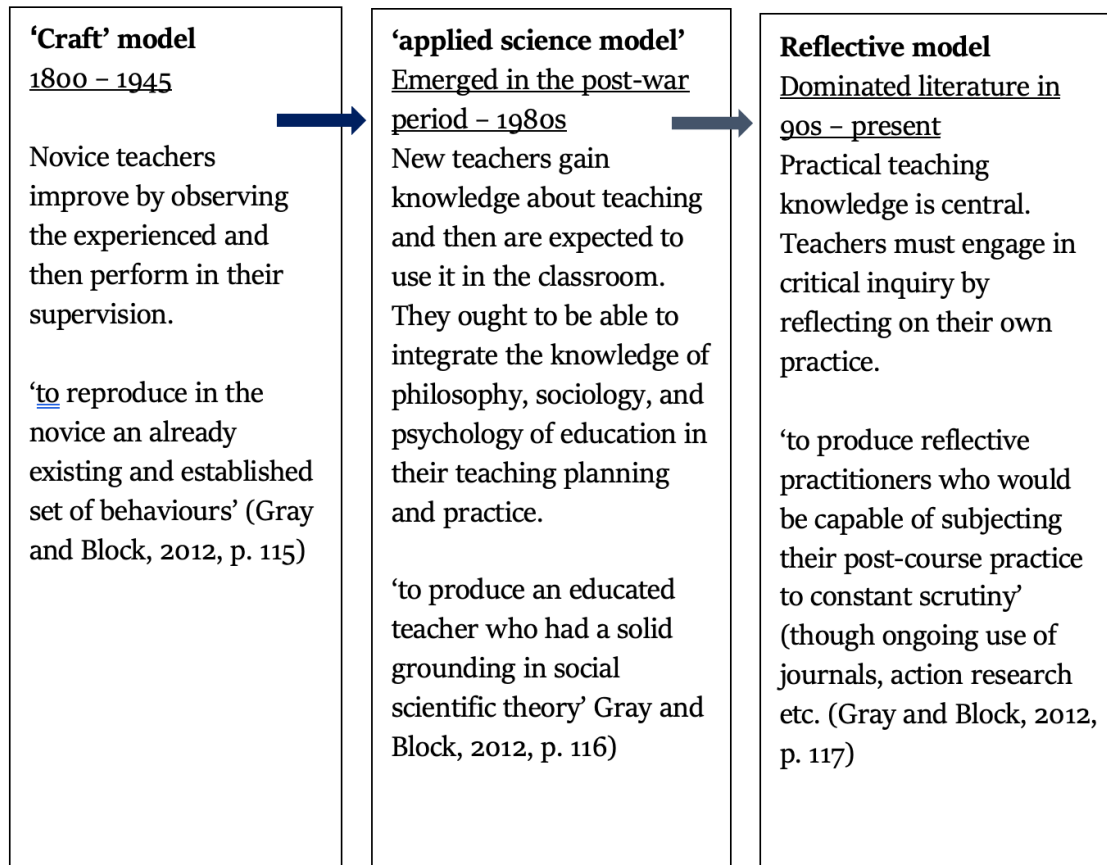 ‘Craft’ model
1800 – 1945
Novice teachers
improve by observing
the experienced and
then perform in their
supervision.
‘to reproduce in the
novice an already
existing and established
set of behaviours’ (Gray
and Block, 2012, p. 115)
‘applied science model’
Emerged in the post-war
period – 1980s
New teachers gain
knowledge about teaching
and then are expected to
use it in the classroom.
They ought to be able to
integrate the knowledge of
philosophy, sociology, and
psychology of education in
their teaching planning
and practice.
‘to produce an educated
teacher who had a solid
grounding in social
scientific theory’ Gray and
Block, 2012, p. 116)
Reflective model
Dominated literature in
90s – present
Practical teaching
knowledge is central.
Teachers must engage in
critical inquiry by
reflecting on their own
practice.
‘to produce reflective
practitioners who would
be capable of subjecting
their post-course practice
to constant scrutiny’
(though ongoing use of
journals, action research
etc. (Gray and Block, 2012,
p. 117)